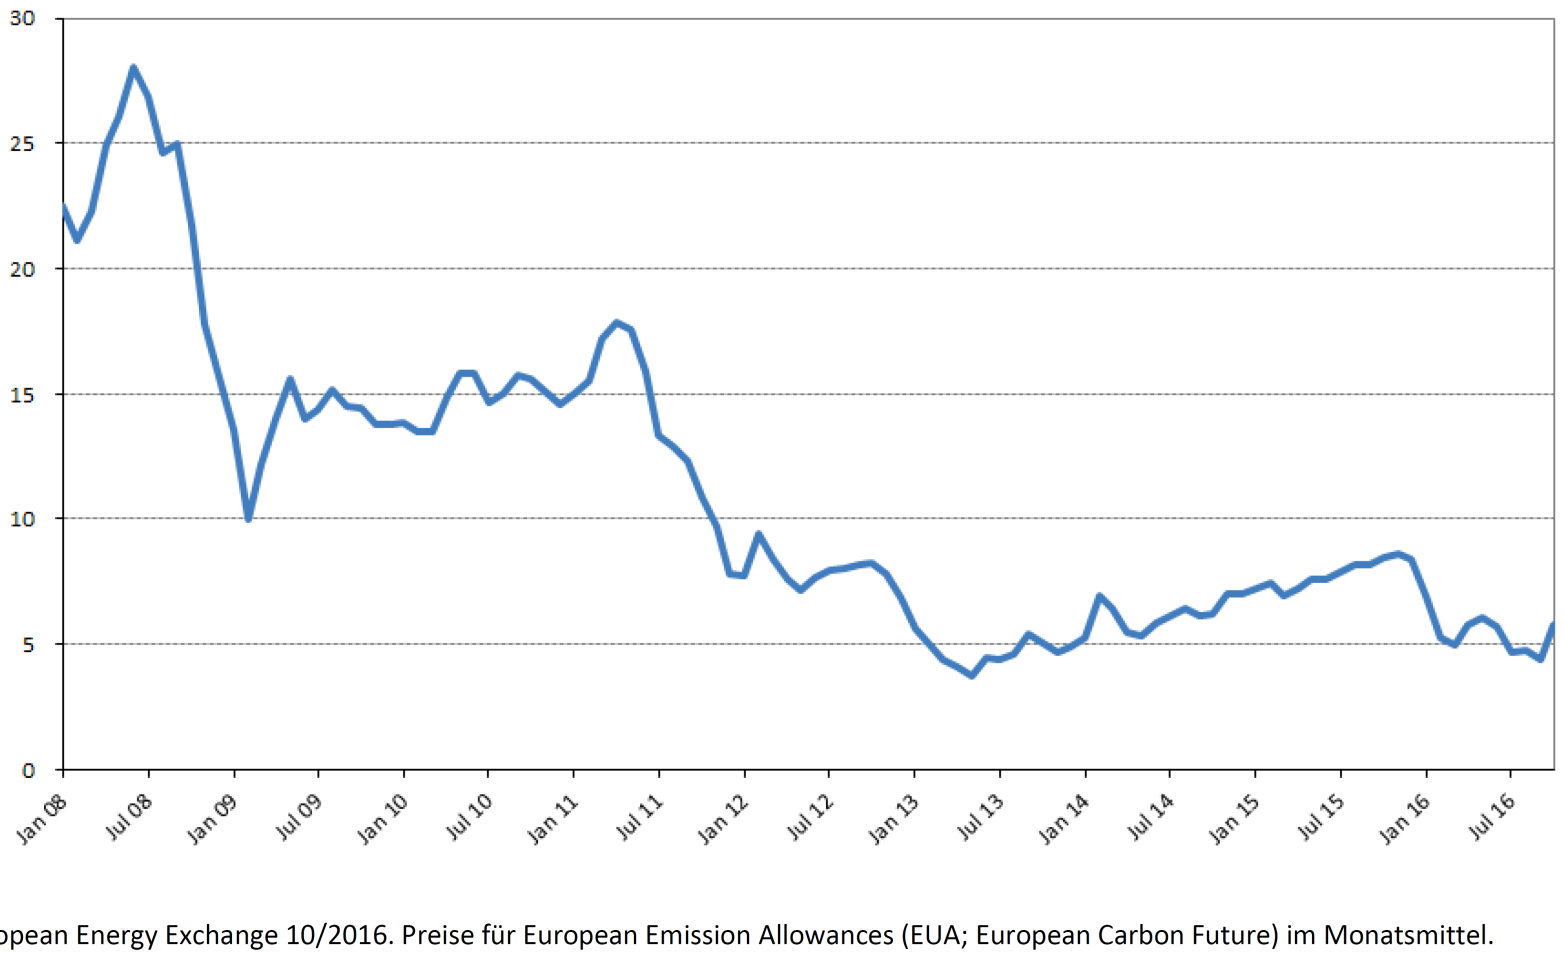 30
25
20
15
10
5
0
Jan 08
Jul 08
Jan 09
Jul 09
Jan 10
Jul 10
Jan 11
Jul 11
Jan 12
Jul 12
Jan 13
Jul 13
Jan 14
Jul 14
Jan 15
Jul 15
Jan 16
Jul 16
opean Energy Exchange 10/2016. Preise für European Emission Allowances (EUA; European Carbon Future) im Monatsmittel.